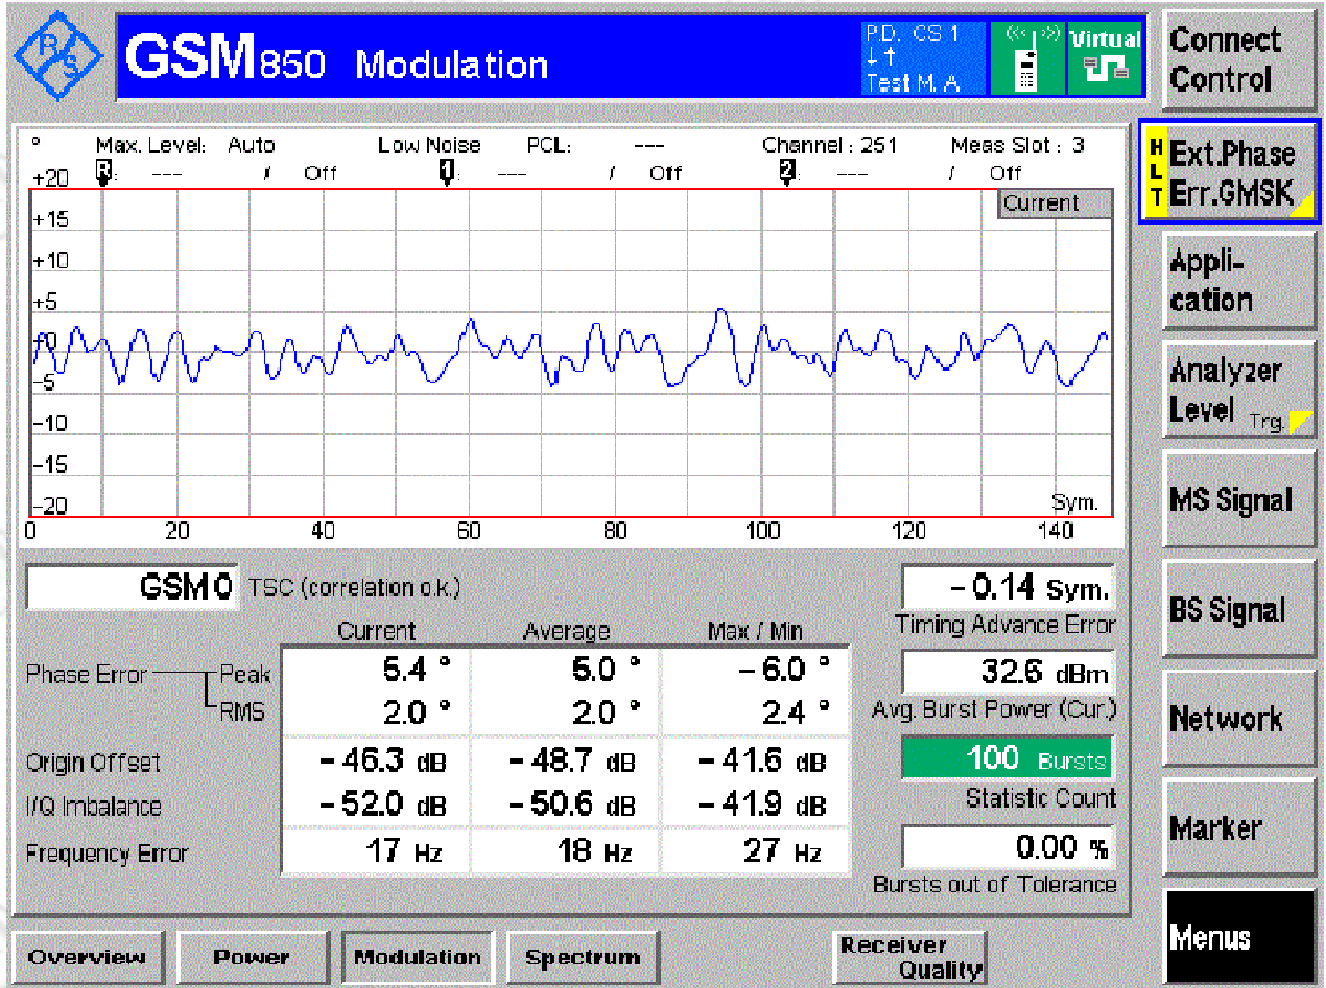 R S
GSM850 Modulation
P.D. CS 1
Test M. A.
Virtual
Connect
Control
° Max. Level: Auto Low Noise PCL: --- Channel : 251 Meas Slot : 3
R: --- / Off 1: --- / Off 2: --- / Off
Current
+20
+15
+10
+5
+0
-5
-10
-15
-20
Sym.
0 20 40 60 80 100 120 140
GSM 0 TSC (correlation o.k.)
Current Average Max / Min
Phase Error Peak 5.4 ° 5.0 ° -6.0 °
RMS 2.0 ° 2.0 ° 2.4 °
Origin Offset -46.3 dB -48.7 dB -41.6 dB
I/Q Imbalance -52.0 dB -50.6 dB -41.9 dB
Frequency Error 17 Hz 18 Hz 27 Hz
-0.14 Sym.
Timing Advance Error
32.6 dBm
Avg. Burst Power (Cur.)
100 Bursts
Statistic Count
0.00 %
Bursts out of Tolerance
HLT
Ext.Phase
Err.GMSK
Appli-
cation
Analyzer
Level Trg.
MS Signal
BS Signal
Network
Marker
Menus
Overview Power Modulation Spectrum Receiver
Quality